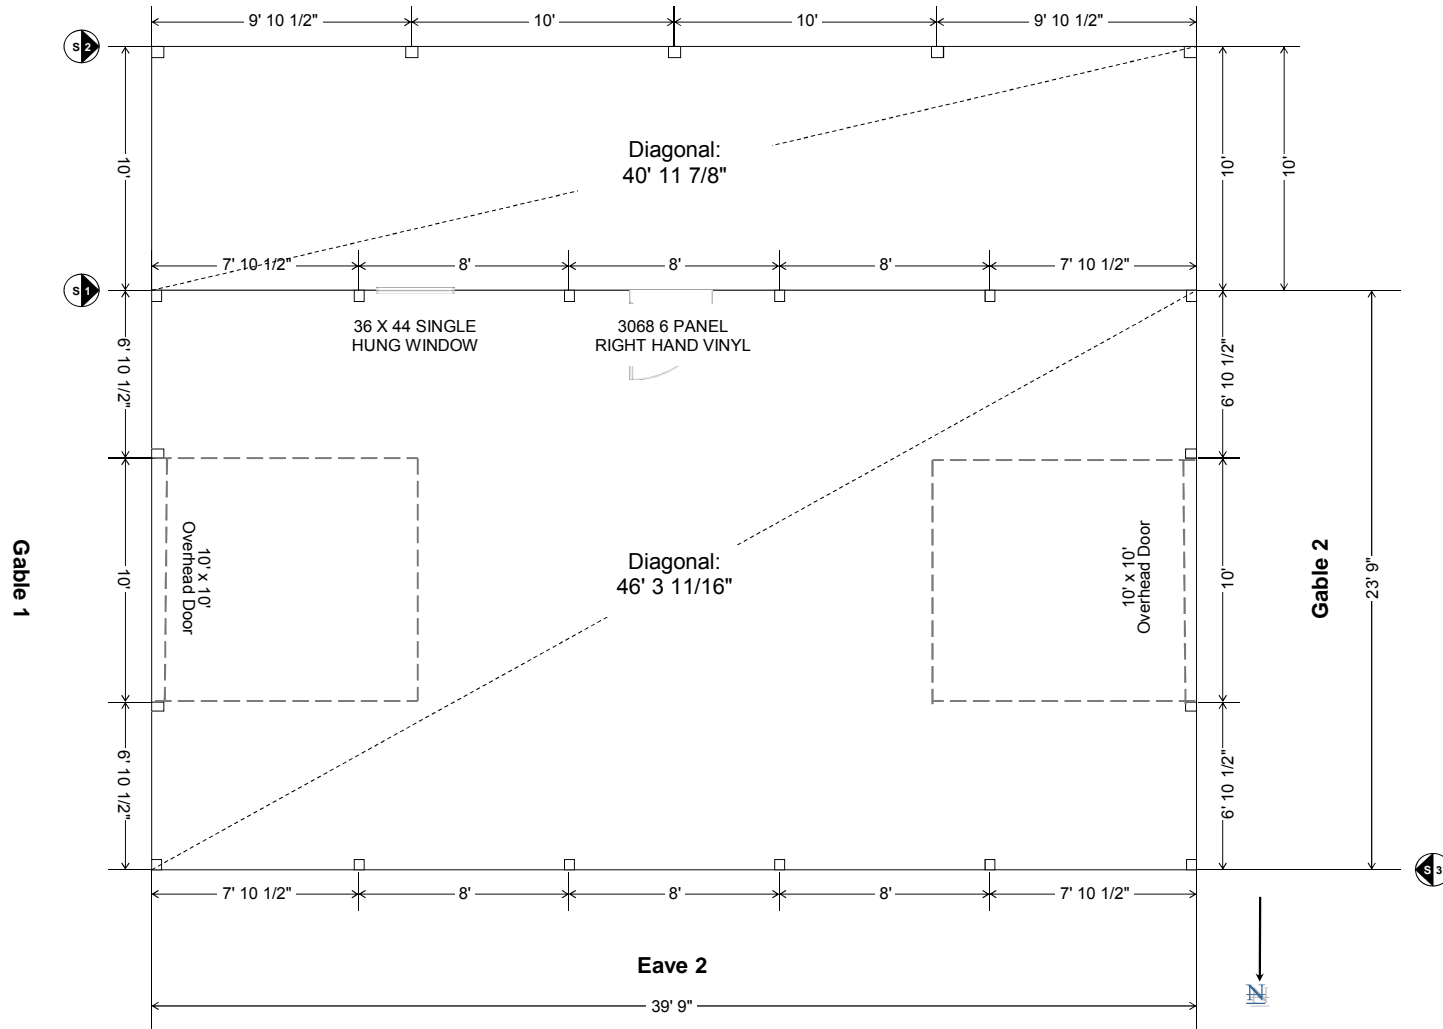 9' 10 1/2"
10'
10'
9' 10 1/2"
S 2
10'
Diagonal:
40' 11 7/8"
10'
10'
7' 10 1/2"
8'
8'
8'
7' 10 1/2"
S 1
36 X 44 SINGLE
HUNG WINDOW
3068 6 PANEL
RIGHT HAND VINYL
6' 10 1/2"
6' 10 1/2"
Gable 1
10'
10' x 10'
Overhead Door
Diagonal:
46' 3 11/16"
10' x 10'
Overhead Door
10'
Gable 2
23' 9"
6' 10 1/2"
6' 10 1/2"
S 3
7' 10 1/2"
8'
8'
8'
7' 10 1/2"
Eave 2
N
39' 9"